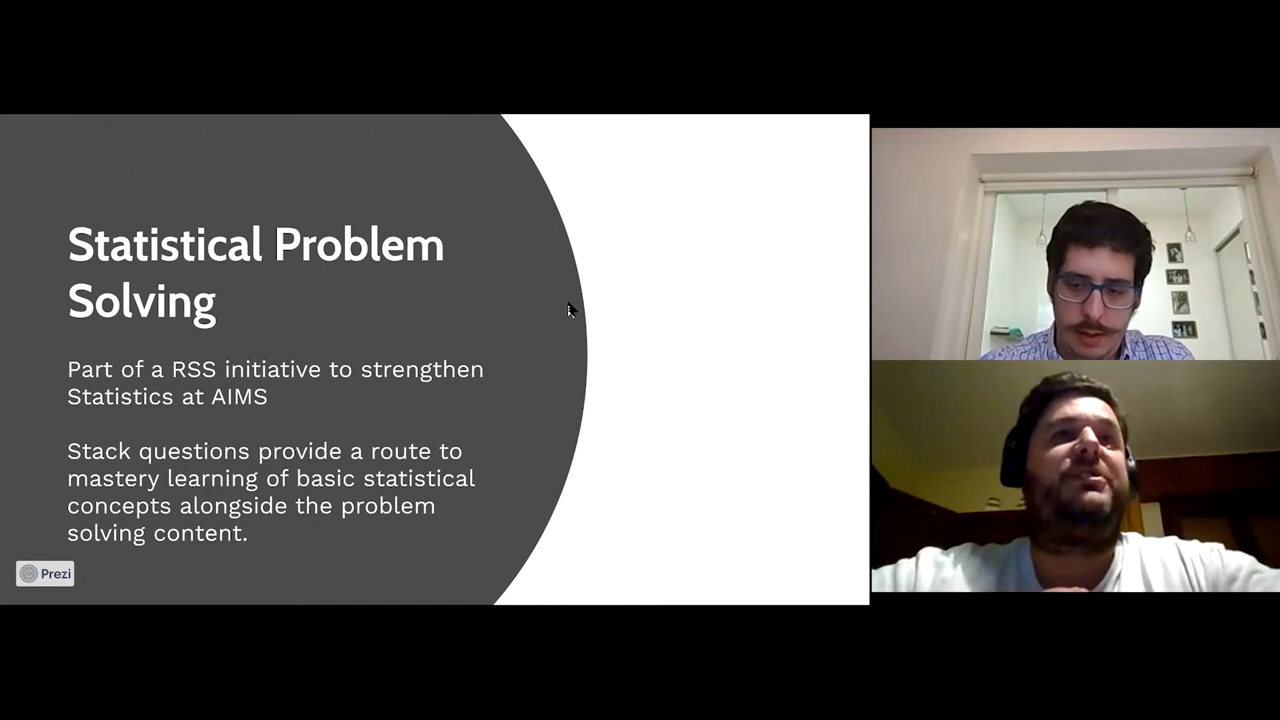 Statistical Problem
Solving
Part of a RSS initiative to strengthen
Statistics at AIMS
Stack questions provide a route to
mastery learning of basic statistical
concepts alongside the problem
solving content.
Prezi